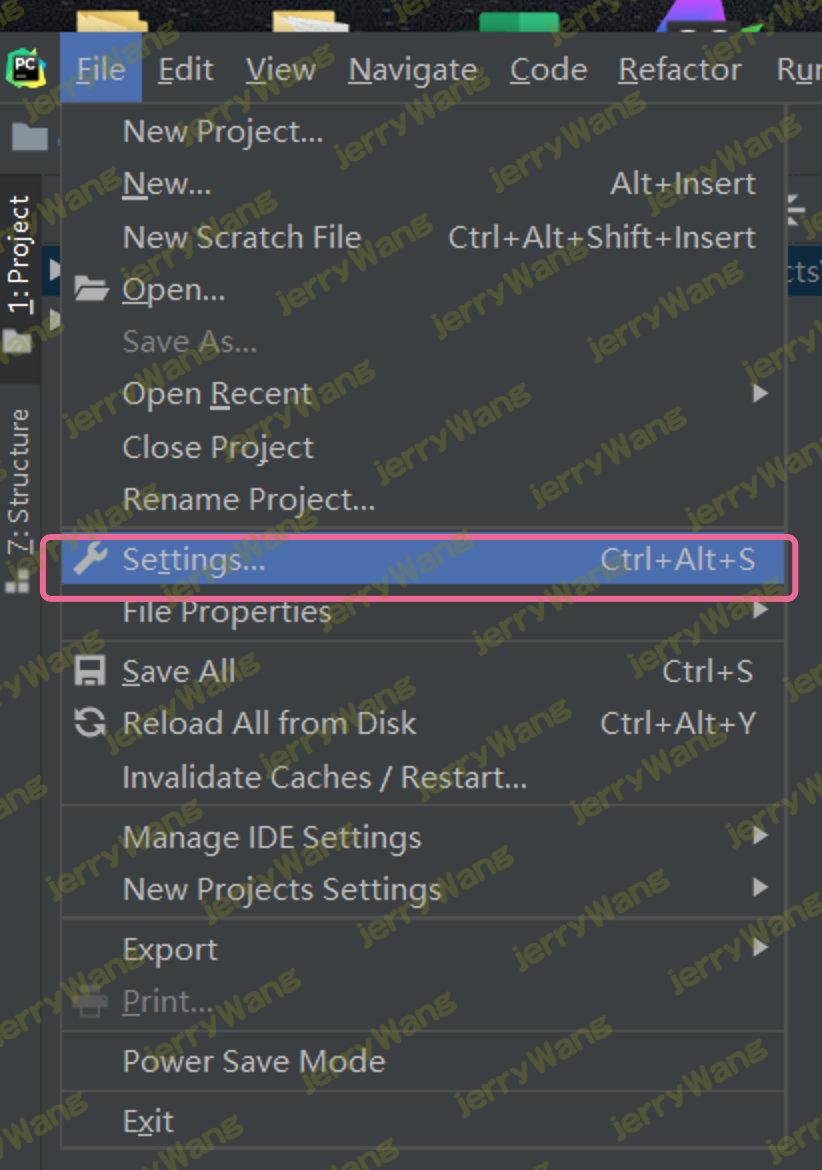 PC File Edit View Navigate Code Refactor
New Project...
New... Alt+Insert
New Scratch File Ctrl+Alt+Shift+Insert
Open...
Save As...
Open Recent
Close Project
Rename Project...
Settings... Ctrl+Alt+S
File Properties
Save All Ctrl+S
Reload All from Disk Ctrl+Alt+Y
Invalidate Caches / Restart...
Manage IDE Settings
New Projects Settings
Export
Print...
Power Save Mode
Exit
1: Project
7: Structure
jerryWang